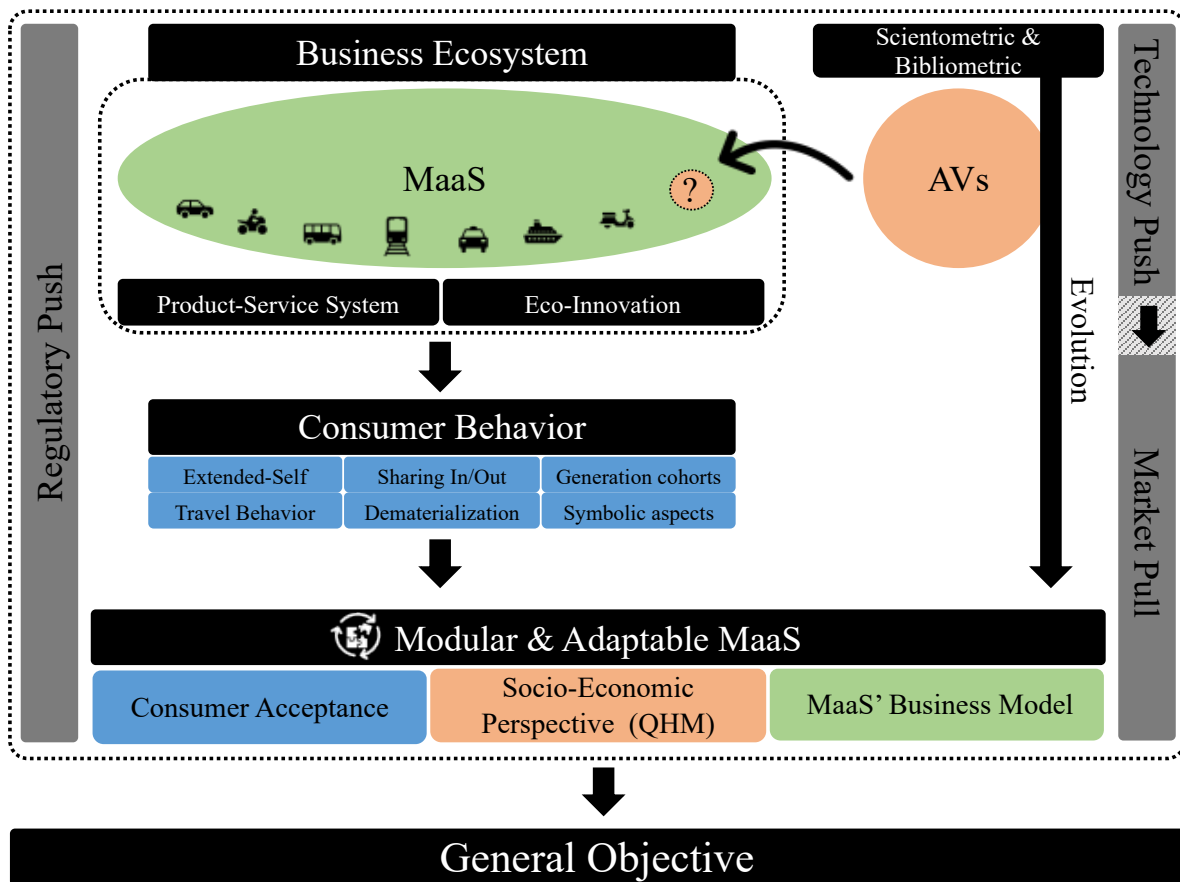 Business Ecosystem
Scientometric &
Bibliometric
MaaS
?
AVs
Product-Service System
Eco-Innovation
Regulatory Push
Technology Push
Evolution
Market Pull
Consumer Behavior
Extended-Self
Sharing In/Out
Generation cohorts
Travel Behavior
Dematerialization
Symbolic aspects
Modular & Adaptable MaaS
Consumer Acceptance
Socio-Economic
Perspective (QHM)
MaaS’ Business Model
General Objective